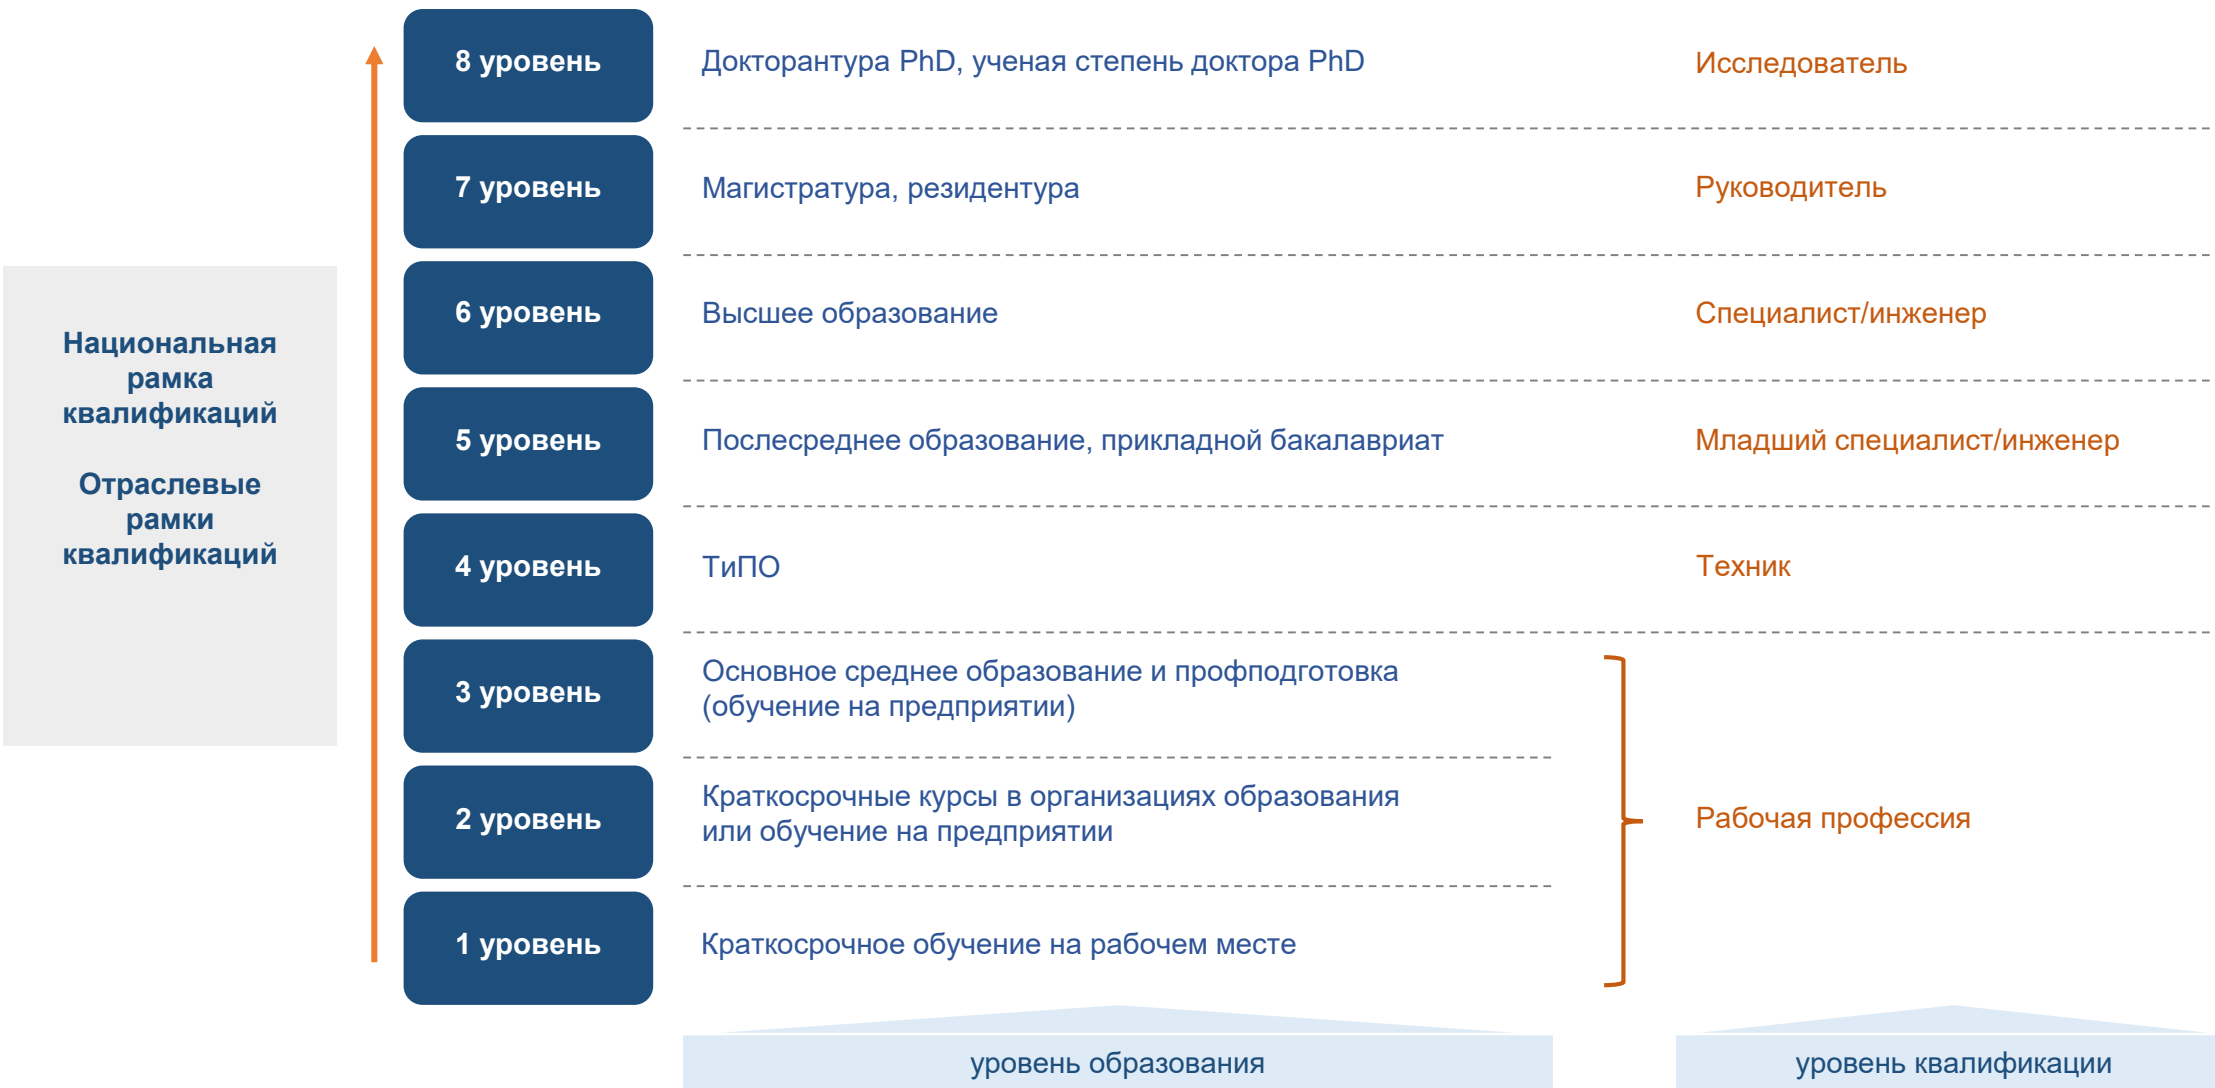 8 уровень
Докторантура PhD, ученая степень доктора PhD
Исследователь
7 уровень
Магистратура, резидентура
Руководитель
6 уровень
Высшее образование
Специалист/инженер
Национальная
рамка
квалификаций
Отраслевые
рамки
квалификаций
5 уровень
Послесреднее образование, прикладной бакалавриат
Младший специалист/инженер
4 уровень
ТиПО
Техник
3 уровень
Основное среднее образование и профподготовка
(обучение на предприятии)
2 уровень
Краткосрочные курсы в организациях образования
или обучение на предприятии
Рабочая профессия
1 уровень
Краткосрочное обучение на рабочем месте
уровень образования
уровень квалификации